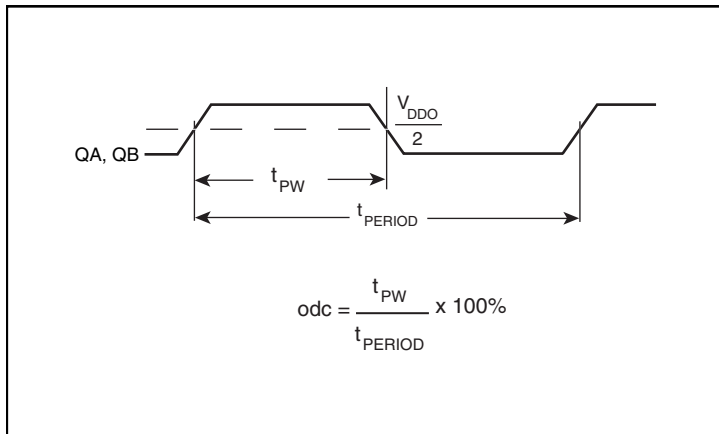 V_DDO
2
QA, QB
t_PW
t_PERIOD
odc = t_PW / t_PERIOD x 100%